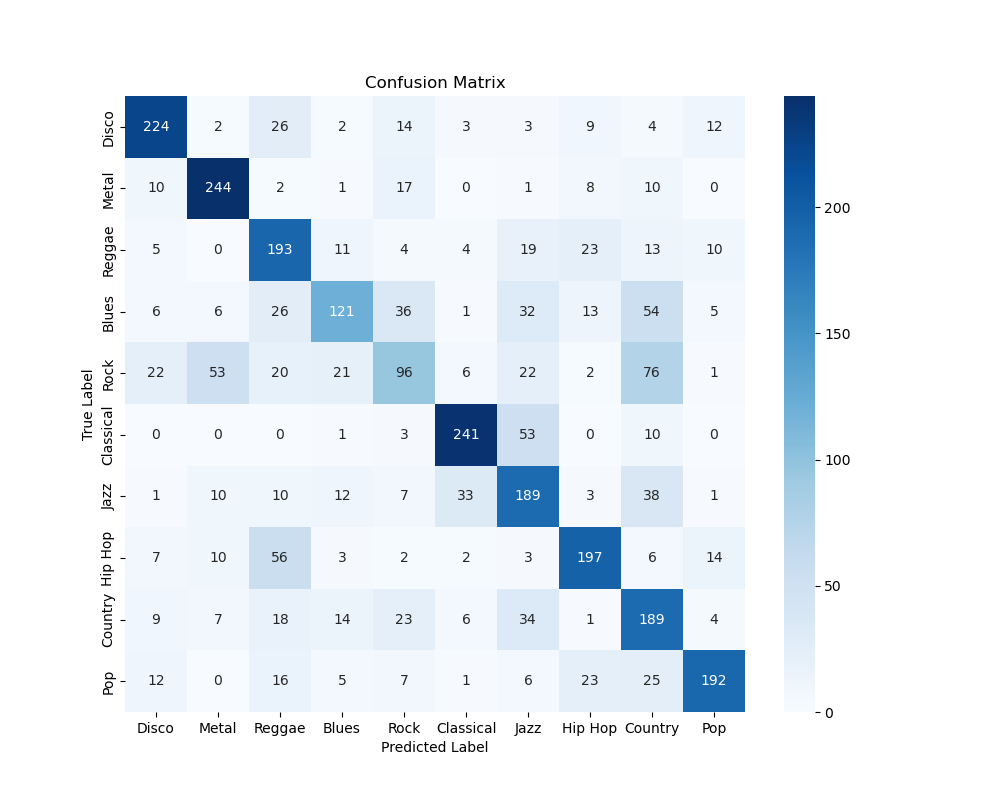 Confusion Matrix
Disco 224 2 26 2 14 3 3 9 4 12
Metal 10 244 2 1 17 0 1 8 10 0
Reggae 5 0 193 11 4 4 19 23 13 10
Blues 6 6 26 121 36 1 32 13 54 5
Rock 22 53 20 21 96 6 22 2 76 1
Classical 0 0 0 1 3 241 53 0 10 0
Jazz 1 10 10 12 7 33 189 3 38 1
Hip Hop 7 10 56 3 2 2 3 197 6 14
Country 9 7 18 14 23 6 34 1 189 4
Pop 12 0 16 5 7 1 6 23 25 192
True Label
Disco Metal Reggae Blues Rock Classical Jazz Hip Hop Country Pop
Predicted Label
200
150
100
50
0